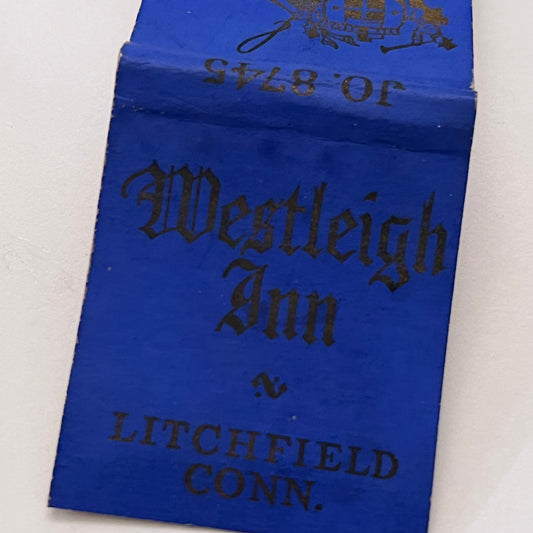 JO. 8745
Westleigh
Inn
~
LITCHFIELD
CONN.